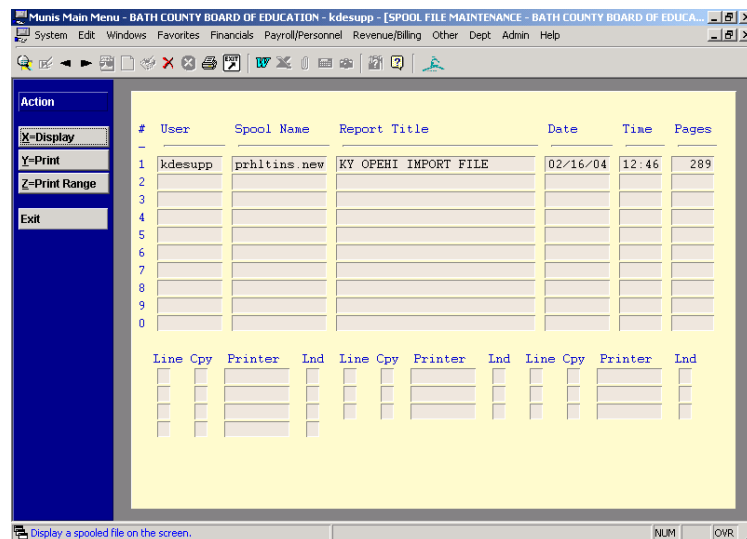 Munis Main Menu - BATH COUNTY BOARD OF EDUCATION - kdesupp - [SPOOL FILE MAINTENANCE - BATH COUNTY BOARD OF EDUCA...
System Edit Windows Favorites Financials Payroll/Personnel Revenue/Billing Other Dept Admin Help
EXIT W X
Action
X=Display
Y=Print
Z=Print Range
Exit
# User Spool Name Report Title Date Time Pages
1 kdesupp prhltins.new KY OPEHI IMPORT FILE 02/16/04 12:46 289
2
3
4
5
6
7
8
9
0
Line Cpy Printer Lnd Line Cpy Printer Lnd Line Cpy Printer Lnd
Display a spooled file on the screen. NUM OVR